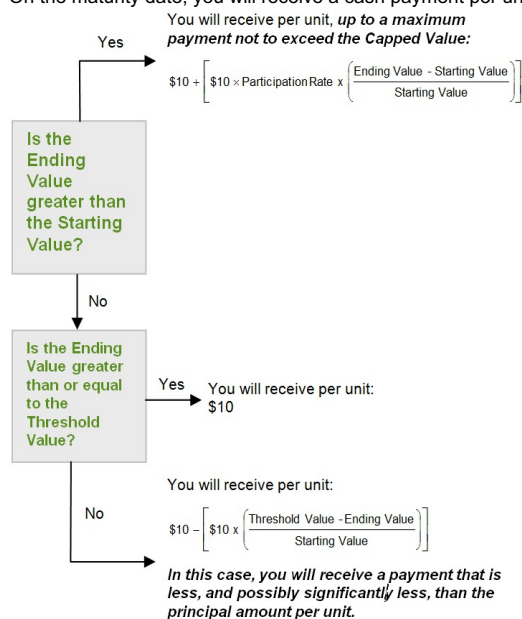 On the maturity date, you will receive a cash payment per un
You will receive per unit, up to a maximum
payment not to exceed the Capped Value:
Yes
$10 + [$10 × Participation Rate x (Ending Value - Starting Value / Starting Value)]
Is the
Ending
Value
greater than
the Starting
Value?
No
Is the Ending
Value greater
than or equal
to the
Threshold
Value?
Yes
You will receive per unit:
$10
You will receive per unit:
No
$10 – [$10 x (Threshold Value - Ending Value / Starting Value)]
In this case, you will receive a payment that is
less, and possibly significantly less, than the
principal amount per unit.